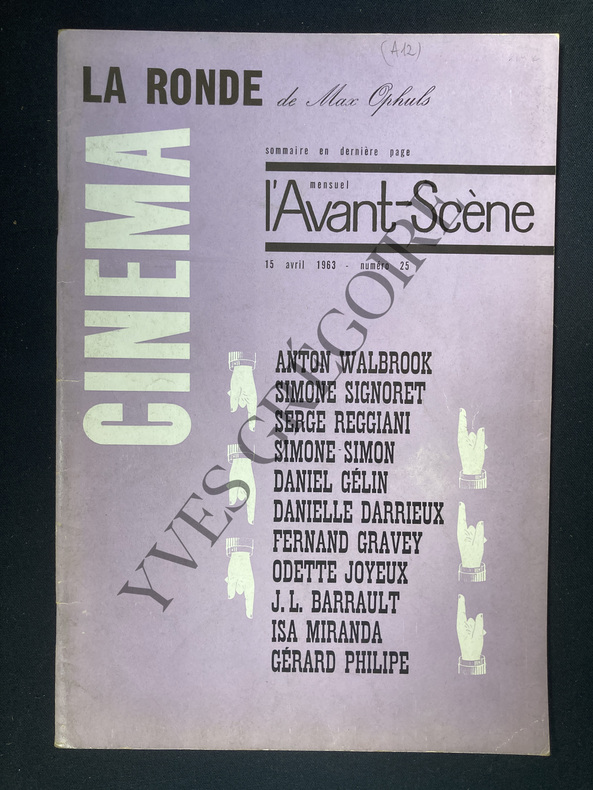 (A12)
LA RONDE de Max Ophuls
CINEMA
sommaire en dernière page
mensuel
l'Avant-Scène
15 avril 1963 - numéro 25
ANTON WALBROOK
SIMONE SIGNORET
SERGE REGGIANI
SIMONE SIMON
DANIEL GÉLIN
DANIELLE DARRIEUX
FERNAND GRAVEY
ODETTE JOYEUX
J. L. BARRAULT
ISA MIRANDA
GÉRARD PHILIPE
YVES GRÉGOIRE